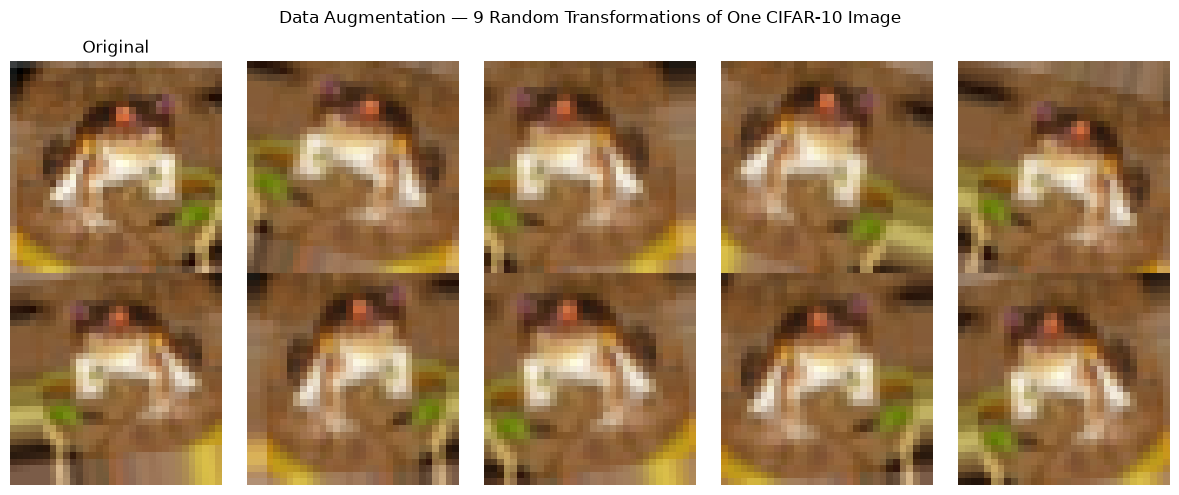 Data Augmentation — 9 Random Transformations of One CIFAR-10 Image
Original